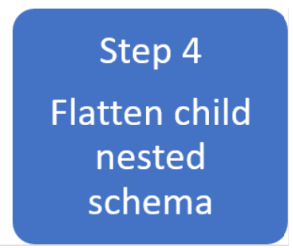 Step 4
Flatten child
nested
schema